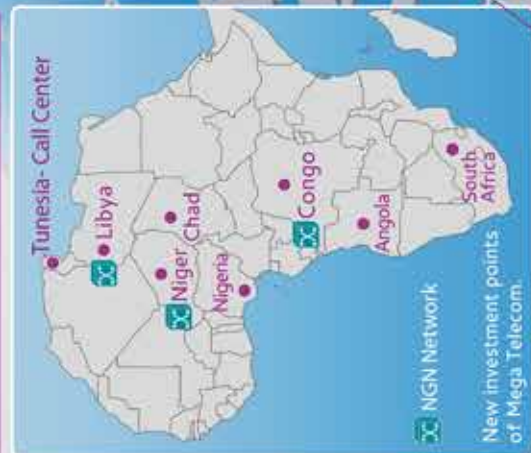 Tunesia- Call Center
Libya
Niger
Chad
Nigeria
Congo
Angola
South
Africa
NGN Network
New investment points
of Mega Telecom.